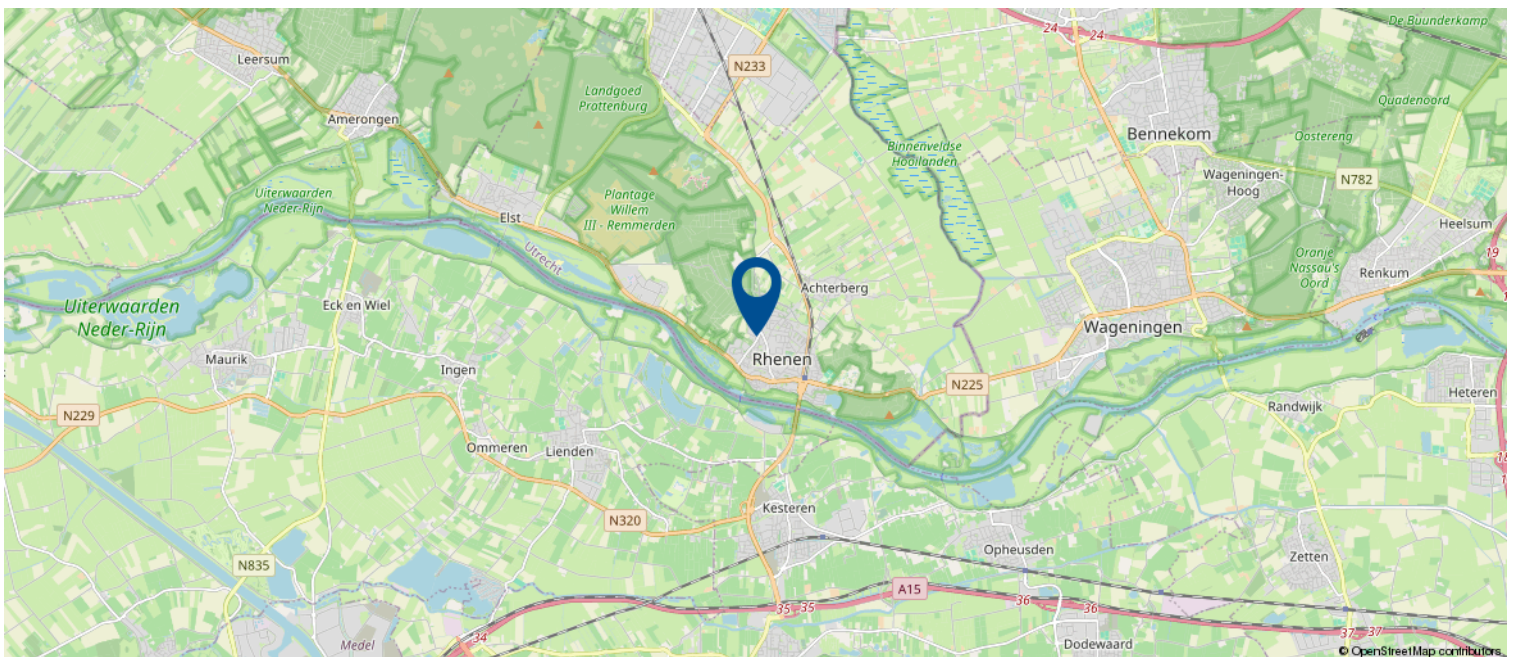 24
24
De Buunderkamp
Leersum
N233
Landgoed
Prattenburg
Quadenoord
Amerongen
Bennekom
Oostereng
Binnenveldse
Hooilanden
Wageningen-
Hoog
N782
Uiterwaarden
Neder-Rijn
Plantage
Willem
III - Remmerden
Elst
Heelsum
Utrecht
Oranje
Nassau's
Oord
19
Renkum
Achterberg
Uiterwaarden
Neder-Rijn
Eck en Wiel
Wageningen
Maurik
Rhenen
Ingen
N225
Heteren
N229
Randwijk
Ommeren
Lienden
Kesteren
N320
Opheusden
Zetten
N835
A15
36
36
35
35
34
Medel
Dodewaard
37
37
© OpenStreetMap contributors